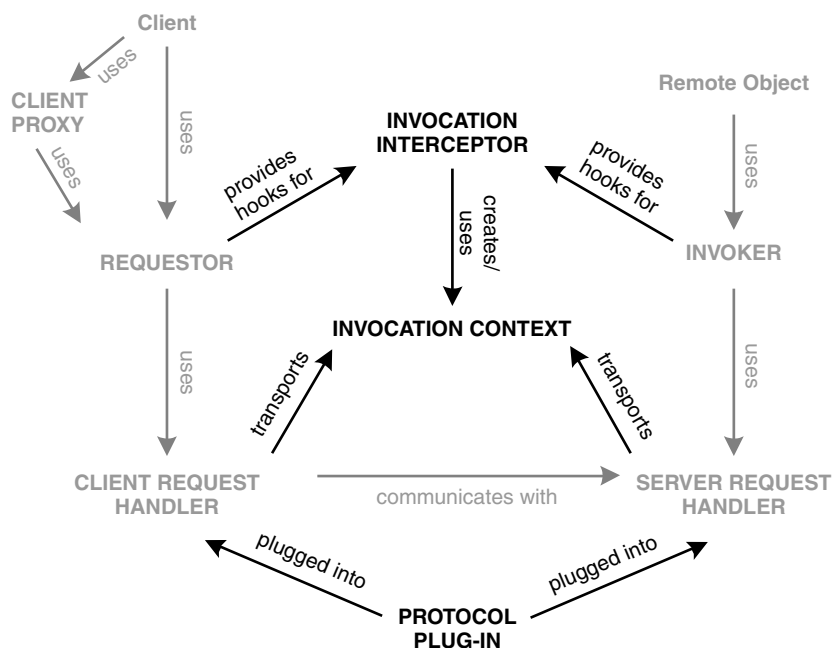 Client
uses
CLIENT
PROXY
uses
uses
Remote Object
INVOCATION
INTERCEPTOR
provides
hooks for
provides
hooks for
uses
creates/
uses
REQUESTOR
INVOKER
INVOCATION CONTEXT
uses
transports
transports
uses
CLIENT REQUEST
HANDLER
communicates with
SERVER REQUEST
HANDLER
plugged into
plugged into
PROTOCOL
PLUG-IN